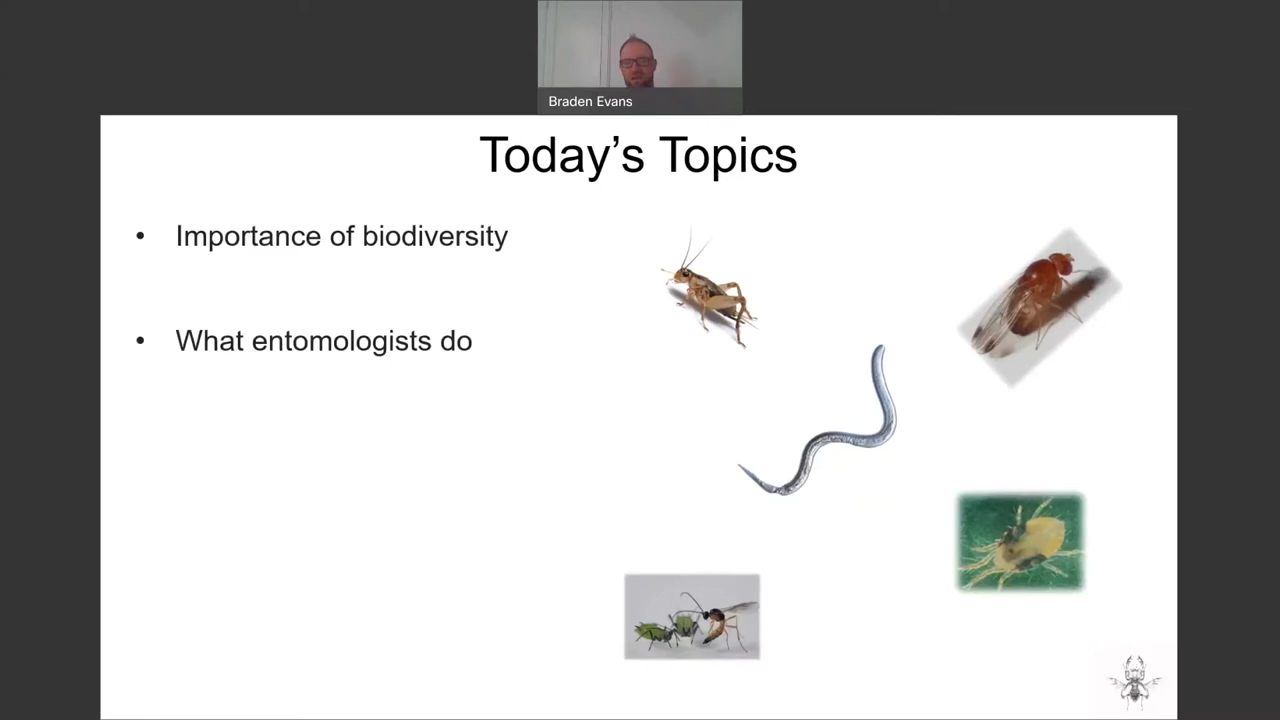 Braden Evans
Today’s Topics
• Importance of biodiversity
• What entomologists do